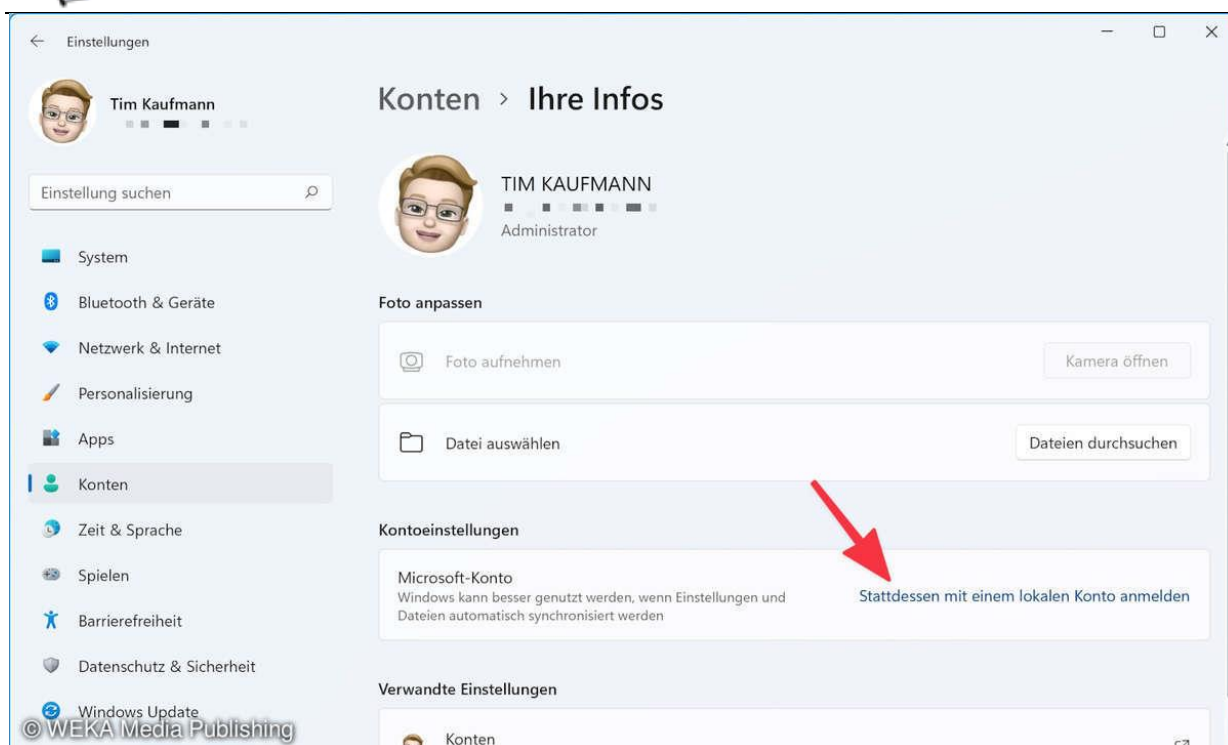 Einstellungen
Tim Kaufmann
Einstellung suchen
System
Bluetooth & Geräte
Netzwerk & Internet
Personalisierung
Apps
Konten
Zeit & Sprache
Spielen
Barrierefreiheit
Datenschutz & Sicherheit
Windows Update
Konten > Ihre Infos
TIM KAUFMANN
Administrator
Foto anpassen
Foto aufnehmen
Kamera öffnen
Datei auswählen
Dateien durchsuchen
Kontoeinstellungen
Microsoft-Konto
Windows kann besser genutzt werden, wenn Einstellungen und
Dateien automatisch synchronisiert werden
Stattdessen mit einem lokalen Konto anmelden
Verwandte Einstellungen
Konten
© WEKA Media Publishing